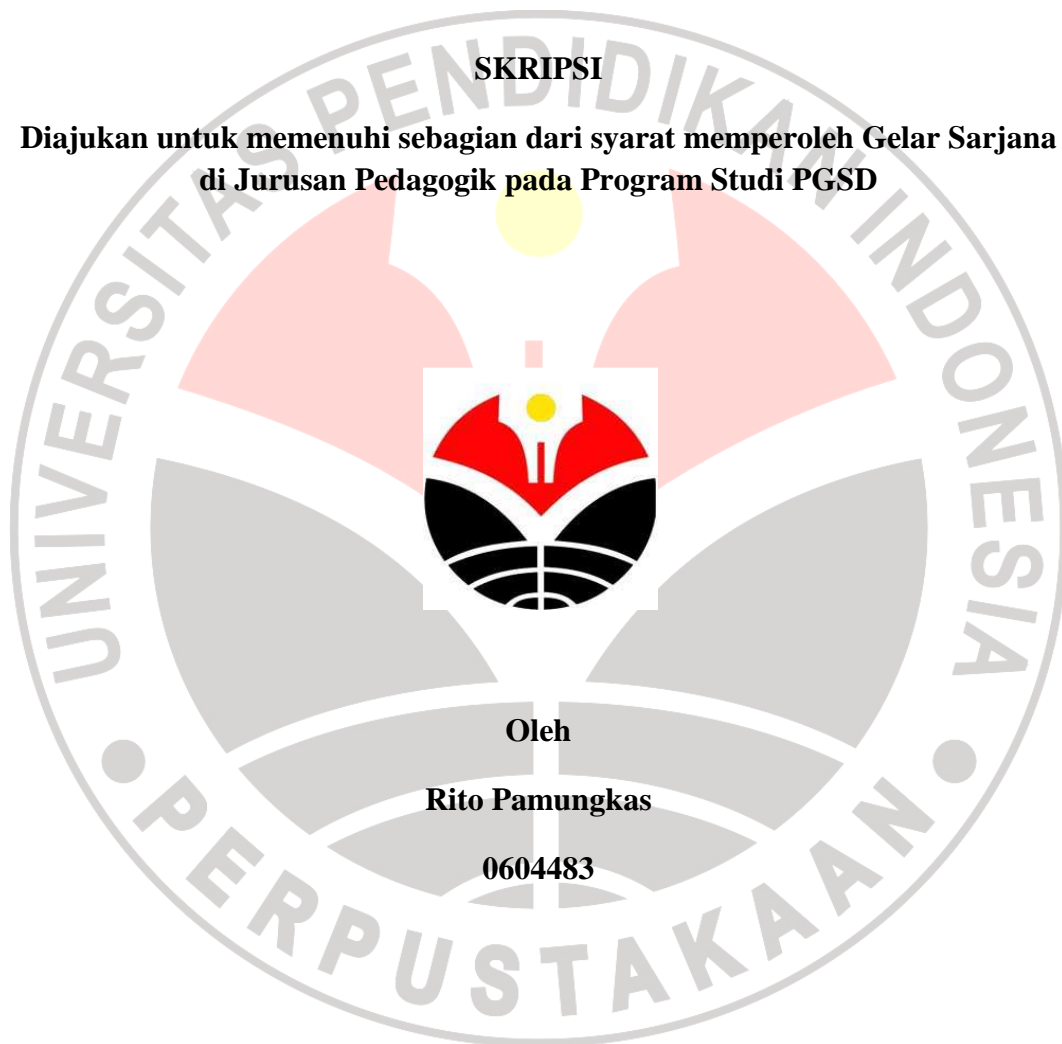 SKRIPSI
Diajukan untuk memenuhi sebagian dari syarat memperoleh Gelar Sarjana
di Jurusan Pedagogik pada Program Studi PGSD
UNIVERSITAS PENDIDIKAN INDONESIA
Oleh
Rito Pamungkas
0604483
PERPUSTAKAAN